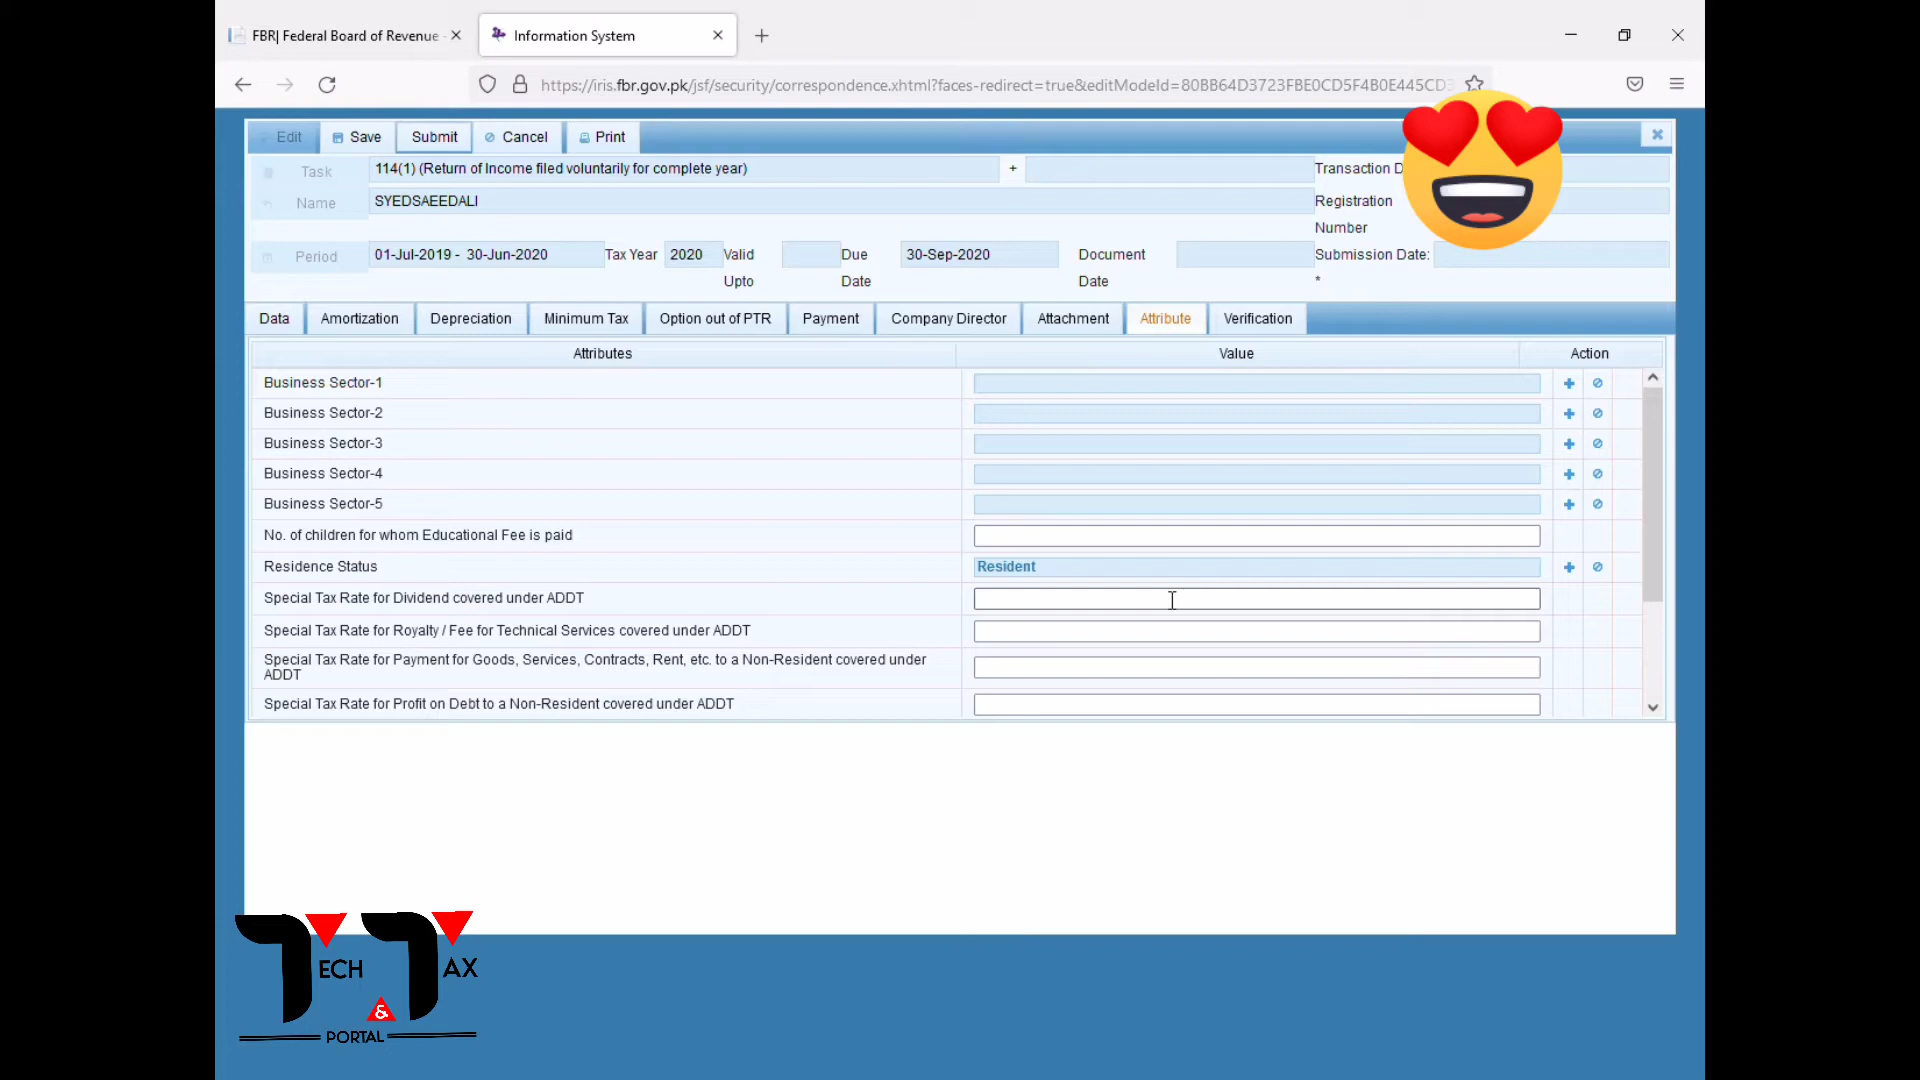 FBR| Federal Board of Revenue -
Information System
https://iris.fbr.gov.pk/jsf/security/correspondence.xhtml?faces-redirect=true&editModeId=80BB64D3723FBE0CD5F4B0E445CD3
Edit Save Submit Cancel Print
Task 114(1) (Return of Income filed voluntarily for complete year) + Transaction D
Name SYEDSAEEDALI Registration Number
Period 01-Jul-2019 - 30-Jun-2020 Tax Year 2020 Valid Upto Due Date 30-Sep-2020 Document Date Submission Date: *
Data Amortization Depreciation Minimum Tax Option out of PTR Payment Company Director Attachment Attribute Verification
Attributes Value Action
Business Sector-1
Business Sector-2
Business Sector-3
Business Sector-4
Business Sector-5
No. of children for whom Educational Fee is paid
Residence Status Resident
Special Tax Rate for Dividend covered under ADDT
Special Tax Rate for Royalty / Fee for Technical Services covered under ADDT
Special Tax Rate for Payment for Goods, Services, Contracts, Rent, etc. to a Non-Resident covered under
ADDT
Special Tax Rate for Profit on Debt to a Non-Resident covered under ADDT
TECH TAX
&
PORTAL